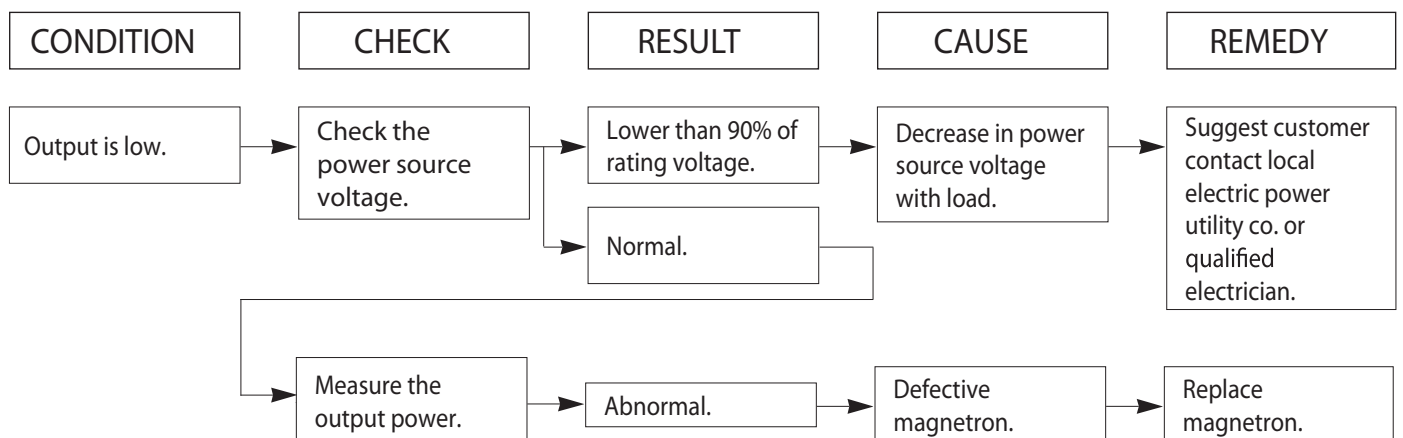 CONDITION
CHECK
RESULT
CAUSE
REMEDY
Output is low.
Check the
power source
voltage.
Lower than 90% of
rating voltage.
Decrease in power
source voltage
with load.
Suggest customer
contact local
electric power
utility co. or
qualified
electrician.
Normal.
Measure the
output power.
Abnormal.
Defective
magnetron.
Replace
magnetron.